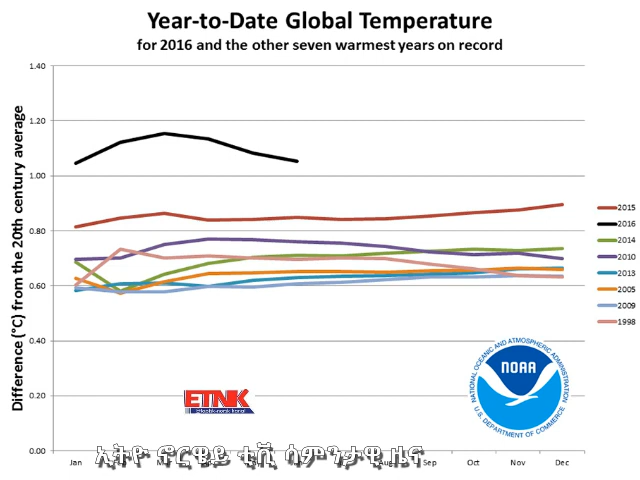 Year-to-Date Global Temperature
for 2016 and the other seven warmest years on record
Difference (°C) from the 20th century average
1.40
1.20
1.00
0.80
0.60
0.40
0.20
0.00
Jan
Aug Sep Oct Nov Dec
2015
2016
2014
2010
2013
2005
2009
1998
NATIONAL OCEANIC AND ATMOSPHERIC ADMINISTRATION
NOAA
U.S. DEPARTMENT OF COMMERCE
ETNK
ኢትዮ ኖርዌይ ቲቪ ሳምንታዊ ዜና